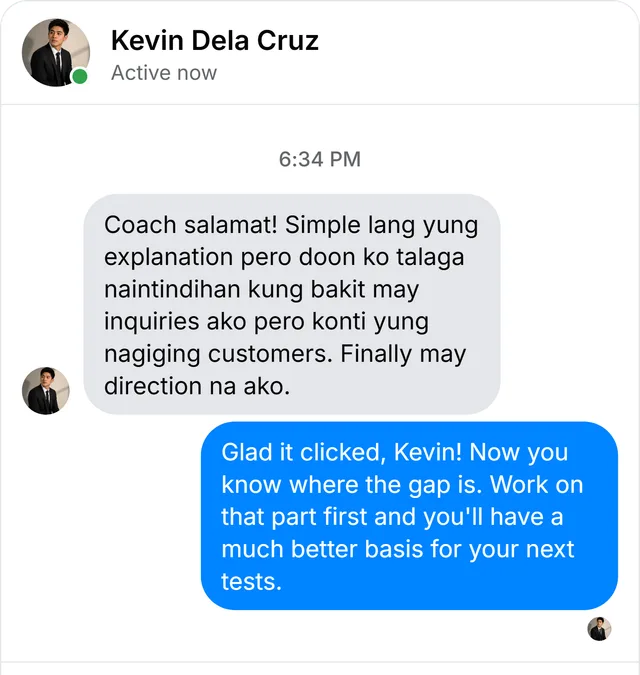 Kevin Dela Cruz
Active now
6:34 PM
Coach salamat! Simple lang yung
explanation pero doon ko talaga
naintindihan kung bakit may
inquiries ako pero konti yung
nagiging customers. Finally may
direction na ako.
Glad it clicked, Kevin! Now you
know where the gap is. Work on
that part first and you'll have a
much better basis for your next
tests.